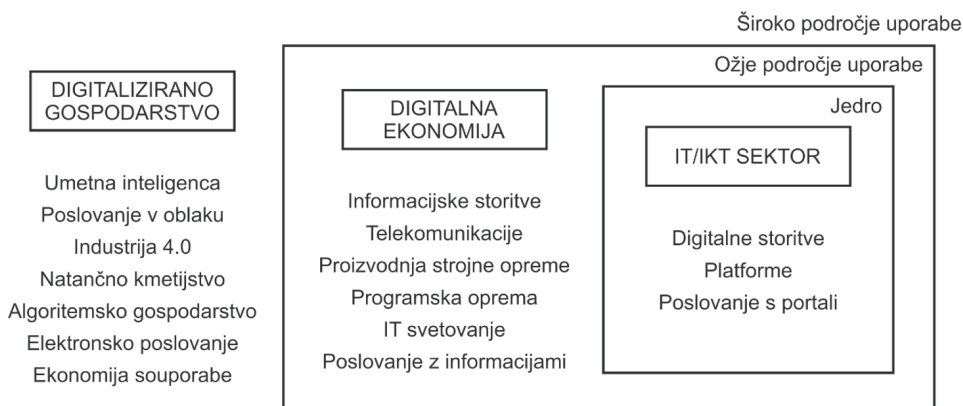 Široko področje uporabe
Ožje področje uporabe
Jedro
DIGITALIZIRANO
GOSPODARSTVO
Umetna inteligenca
Poslovanje v oblaku
Industrija 4.0
Natančno kmetijstvo
Algoritemsko gospodarstvo
Elektronsko poslovanje
Ekonomija souporabe
DIGITALNA
EKONOMIJA
Informacijske storitve
Telekomunikacije
Proizvodnja strojne opreme
Programska oprema
IT svetovanje
Poslovanje z informacijami
IT/IKT SEKTOR
Digitalne storitve
Platforme
Poslovanje s portali